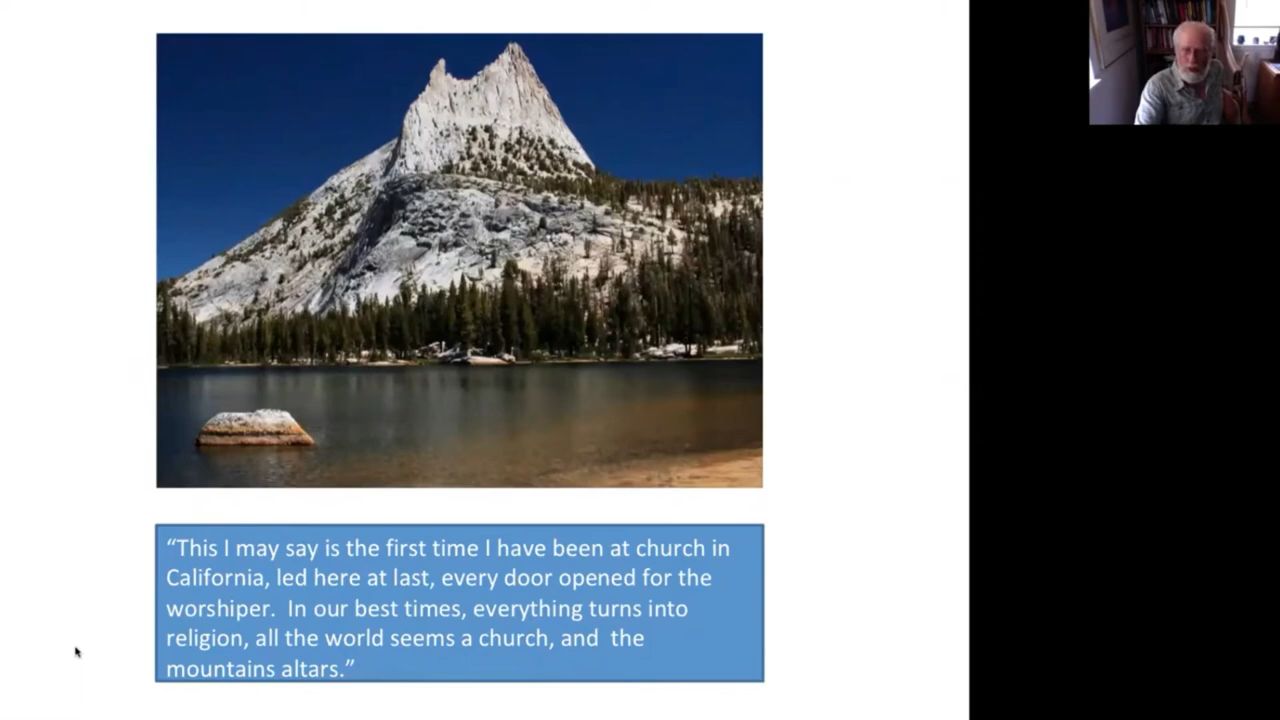 “This I may say is the first time I have been at church in
California, led here at last, every door opened for the
worshiper.  In our best times, everything turns into
religion, all the world seems a church, and  the
mountains altars.”